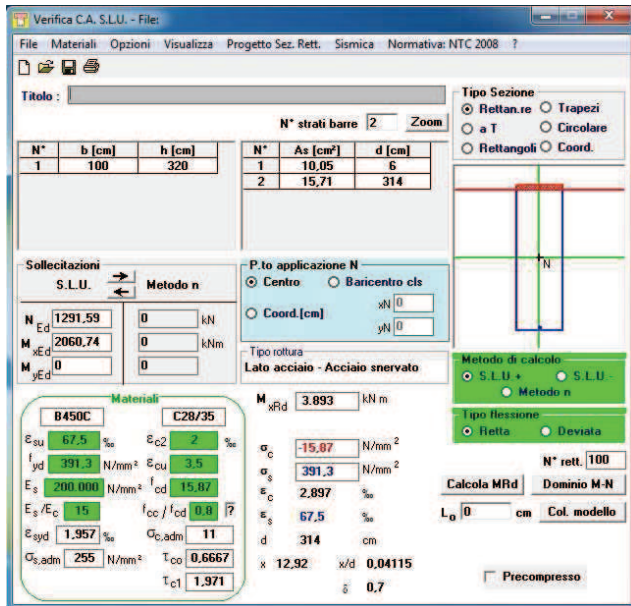 Verifica C.A. S.L.U. - File:
File Materiali Opzioni Visualizza Progetto Sez. Rett. Sismica Normativa: NTC 2008 ?
Titolo :
N° strati barre 2 Zoom
N° b [cm] h [cm]
1 100 320
N° As [cm²] d [cm]
1 10,05 6
2 15,71 314
Tipo Sezione
Rettan.re Trapezi
a T Circolare
Rettangoli Coord.
N
Sollecitazioni
S.L.U. Metodo n
N Ed 1291,59 0 kN
M xEd 2060,74 0 kNm
M yEd 0 0
P.to applicazione N
Centro Baricentro cls
Coord.[cm] xN 0
yN 0
Tipo rottura
Lato acciaio - Acciaio snervato
Metodo di calcolo
S.L.U.+ S.L.U.-
Metodo n
Tipo flessione
Retta Deviata
Materiali
B450C C28/35
εsu 67,5 ‰ εc2 2 ‰
fyd 391,3 N/mm² εcu 3,5
Es 200.000 N/mm² fcd 15,87
Es/Ec 15 fcc/fcd 0,8 ?
εsyd 1,957 ‰ σc,adm 11
σs,adm 255 N/mm² τco 0,6667
τc1 1,971
M xRd 3.893 kN m
σc -15,87 N/mm²
σs 391,3 N/mm²
εc 2,897 ‰
εs 67,5 ‰
d 314 cm
x 12,92 x/d 0,04115
δ 0,7
N° rett. 100
Calcola MRd Dominio M-N
Lo 0 cm Col. modello
Precompresso